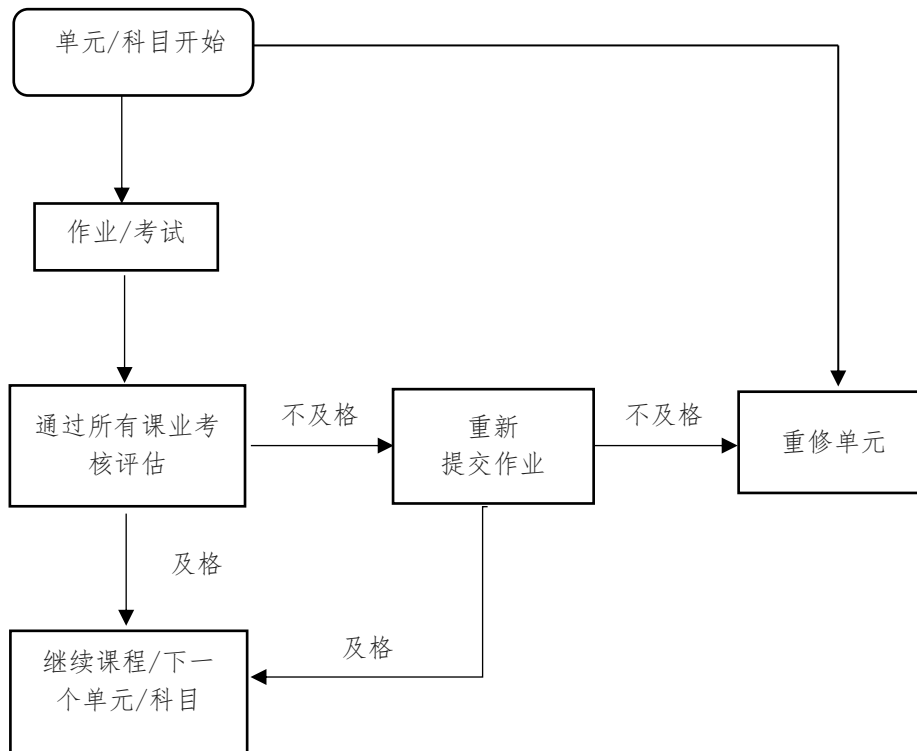 单元/科目开始
作业/考试
通过所有课业考
核评估
不及格
重新
提交作业
不及格
重修单元
及格
及格
继续课程/下一
个单元/科目